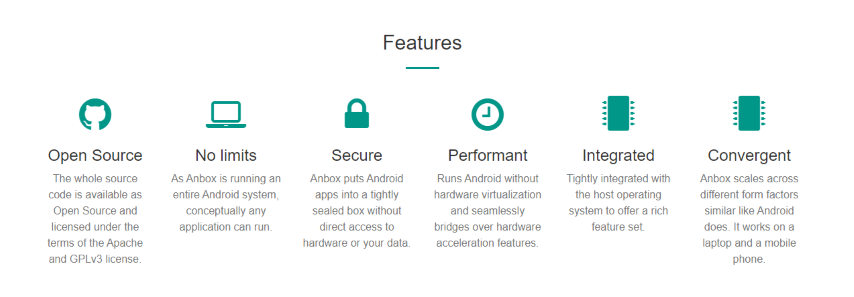 Features
Open Source
The whole source
code is available as
Open Source and
licensed under the
terms of the Apache
and GPLv3 license.
No limits
As Anbox is running an
entire Android system,
conceptually any
application can run.
Secure
Anbox puts Android
apps into a tightly
sealed box without
direct access to
hardware or your data.
Performant
Runs Android without
hardware virtualization
and seamlessly
bridges over hardware
acceleration features.
Integrated
Tightly integrated with
the host operating
system to offer a rich
feature set.
Convergent
Anbox scales across
different form factors
similar like Android
does. It works on a
laptop and a mobile
phone.